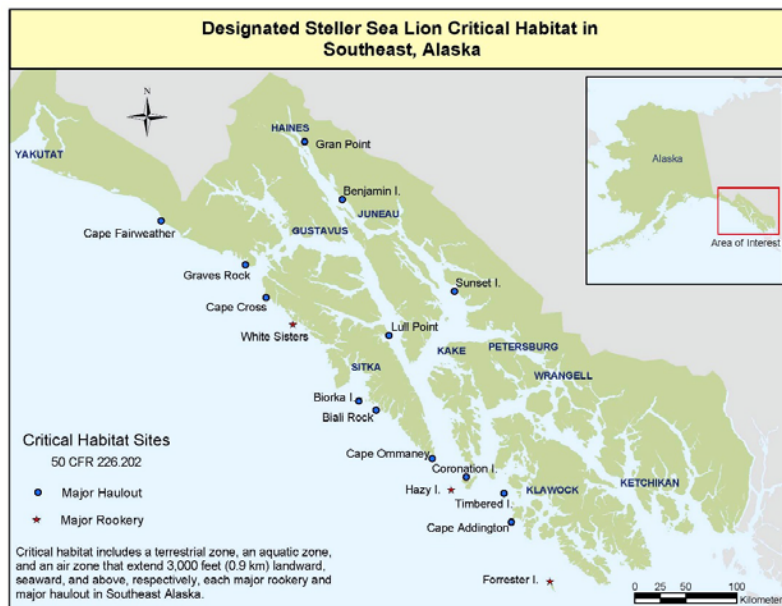 Designated Steller Sea Lion Critical Habitat in
Southeast, Alaska
N
HAINES
Gran Point
YAKUTAT
Benjamin I.
JUNEAU
Cape Fairweather
GUSTAVUS
Graves Rock
Sunset I.
Cape Cross
White Sisters
Lull Point
KAKE
PETERSBURG
SITKA
WRANGELL
Biorka I.
Biali Rock
Cape Ommaney
Coronation I.
Hazy I.
Timbered I.
KLAWOCK
KETCHIKAN
Cape Addington
Forrester I.
Alaska
Area of Interest
Critical Habitat Sites
50 CFR 226.202
Major Haulout
Major Rookery
Critical habitat includes a terrestrial zone, an aquatic zone,
and an air zone that extend 3,000 feet (0.9 km) landward,
seaward, and above, respectively, each major rookery and
major haulout in Southeast Alaska.
0 25 50 100
Kilometers